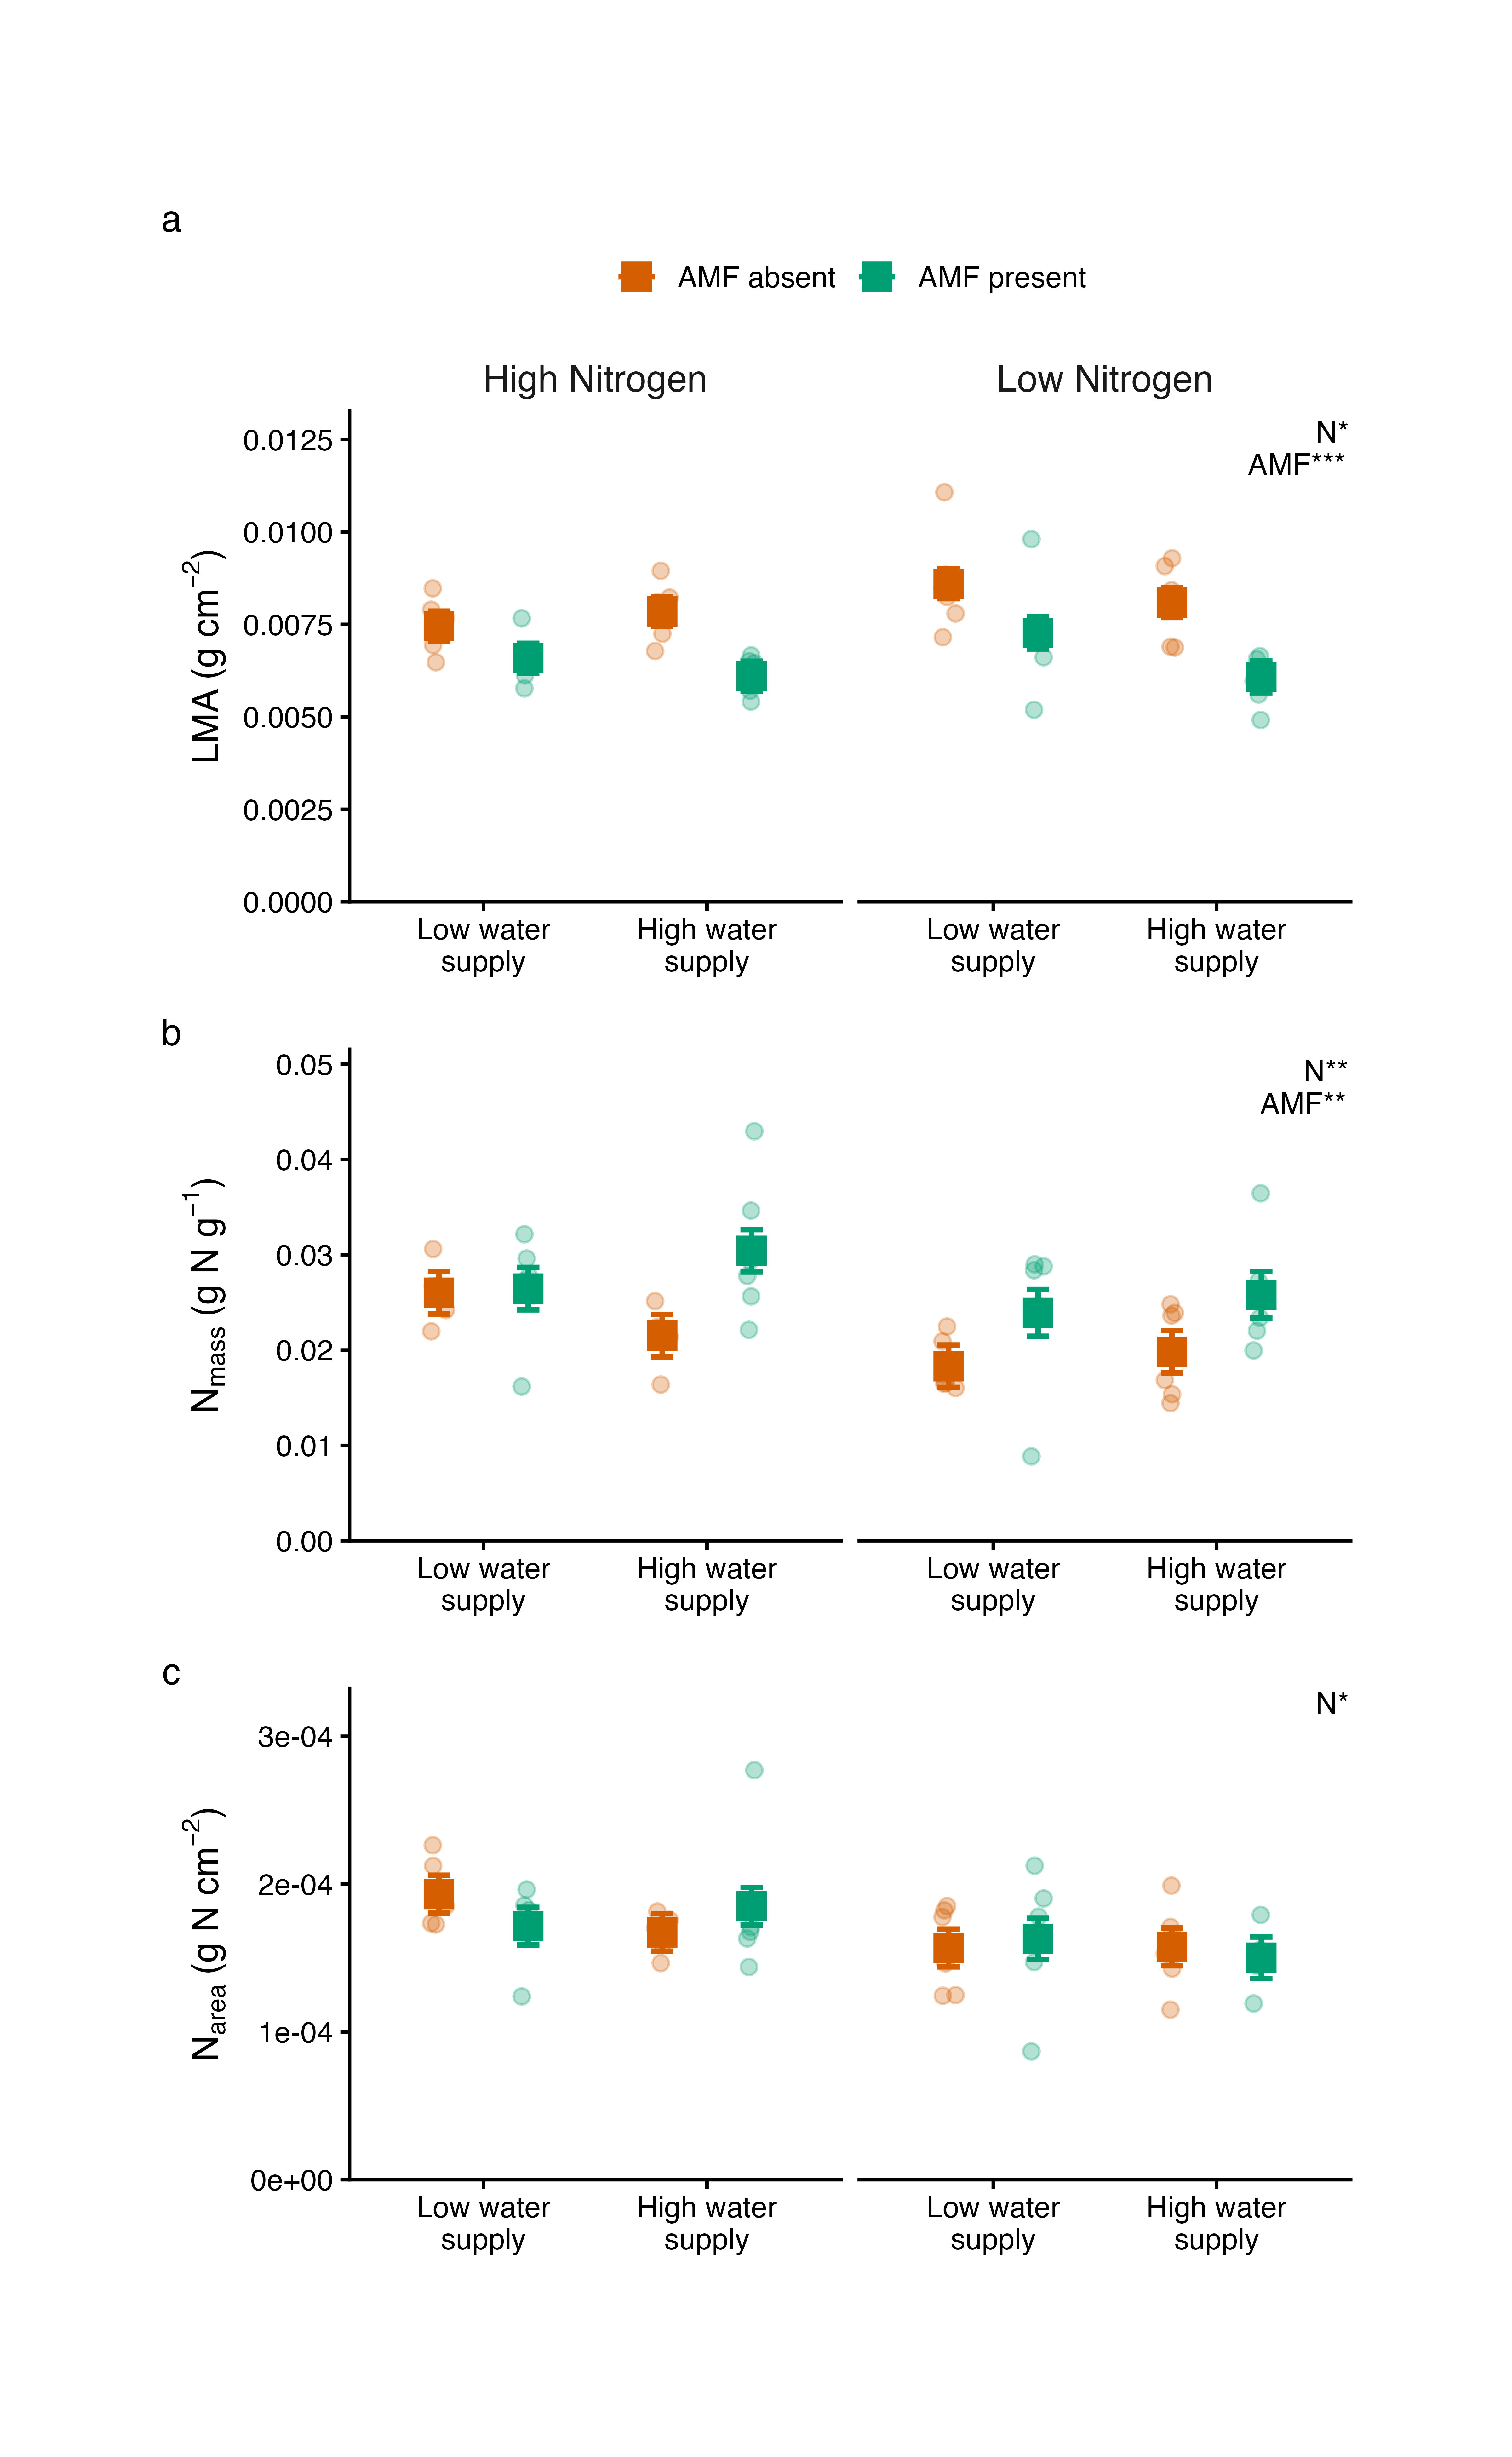 a
AMF absent AMF present
High Nitrogen Low Nitrogen
N*
AMF***
LMA (g cm⁻²)
0.0125
0.0100
0.0075
0.0050
0.0025
0.0000
Low water supply
High water supply
Low water supply
High water supply
b
N**
AMF**
Nmass (g N g⁻¹)
0.05
0.04
0.03
0.02
0.01
0.00
Low water supply
High water supply
Low water supply
High water supply
c
N*
Narea (g N cm⁻²)
3e-04
2e-04
1e-04
0e+00
Low water supply
High water supply
Low water supply
High water supply